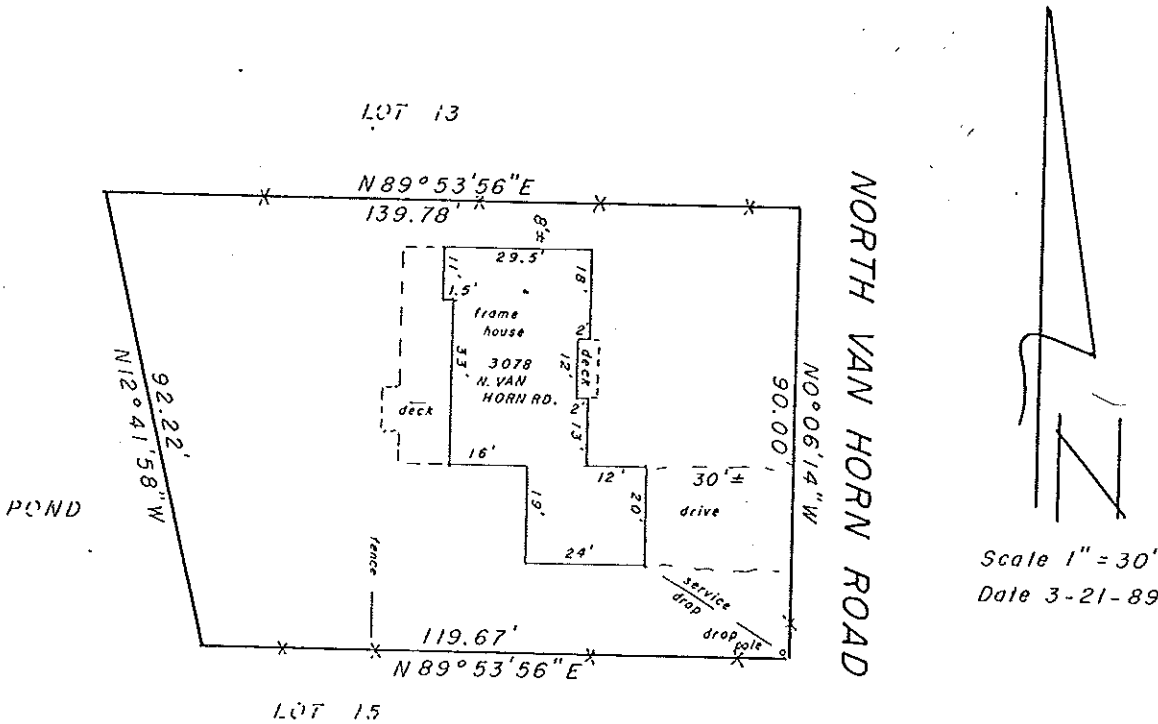 LOT 13
N 89° 53' 56" E
139.78'
8'±
29.5'
11'
1.5'
18'
frame
house
2'
3078
N. VAN
HORN RD.
deck
12'
33'
2'
13'
deck
16'
12'
30'±
drive
19'
20'
24'
92.22'
N 12° 41' 58" W
90.00'
N 0° 06' 14" W
NORTH VAN HORN ROAD
POND
fence
service
drop
drop
pole
119.67'
N 89° 53' 56" E
LOT 15
N
Scale 1" = 30'
Date 3-21-89